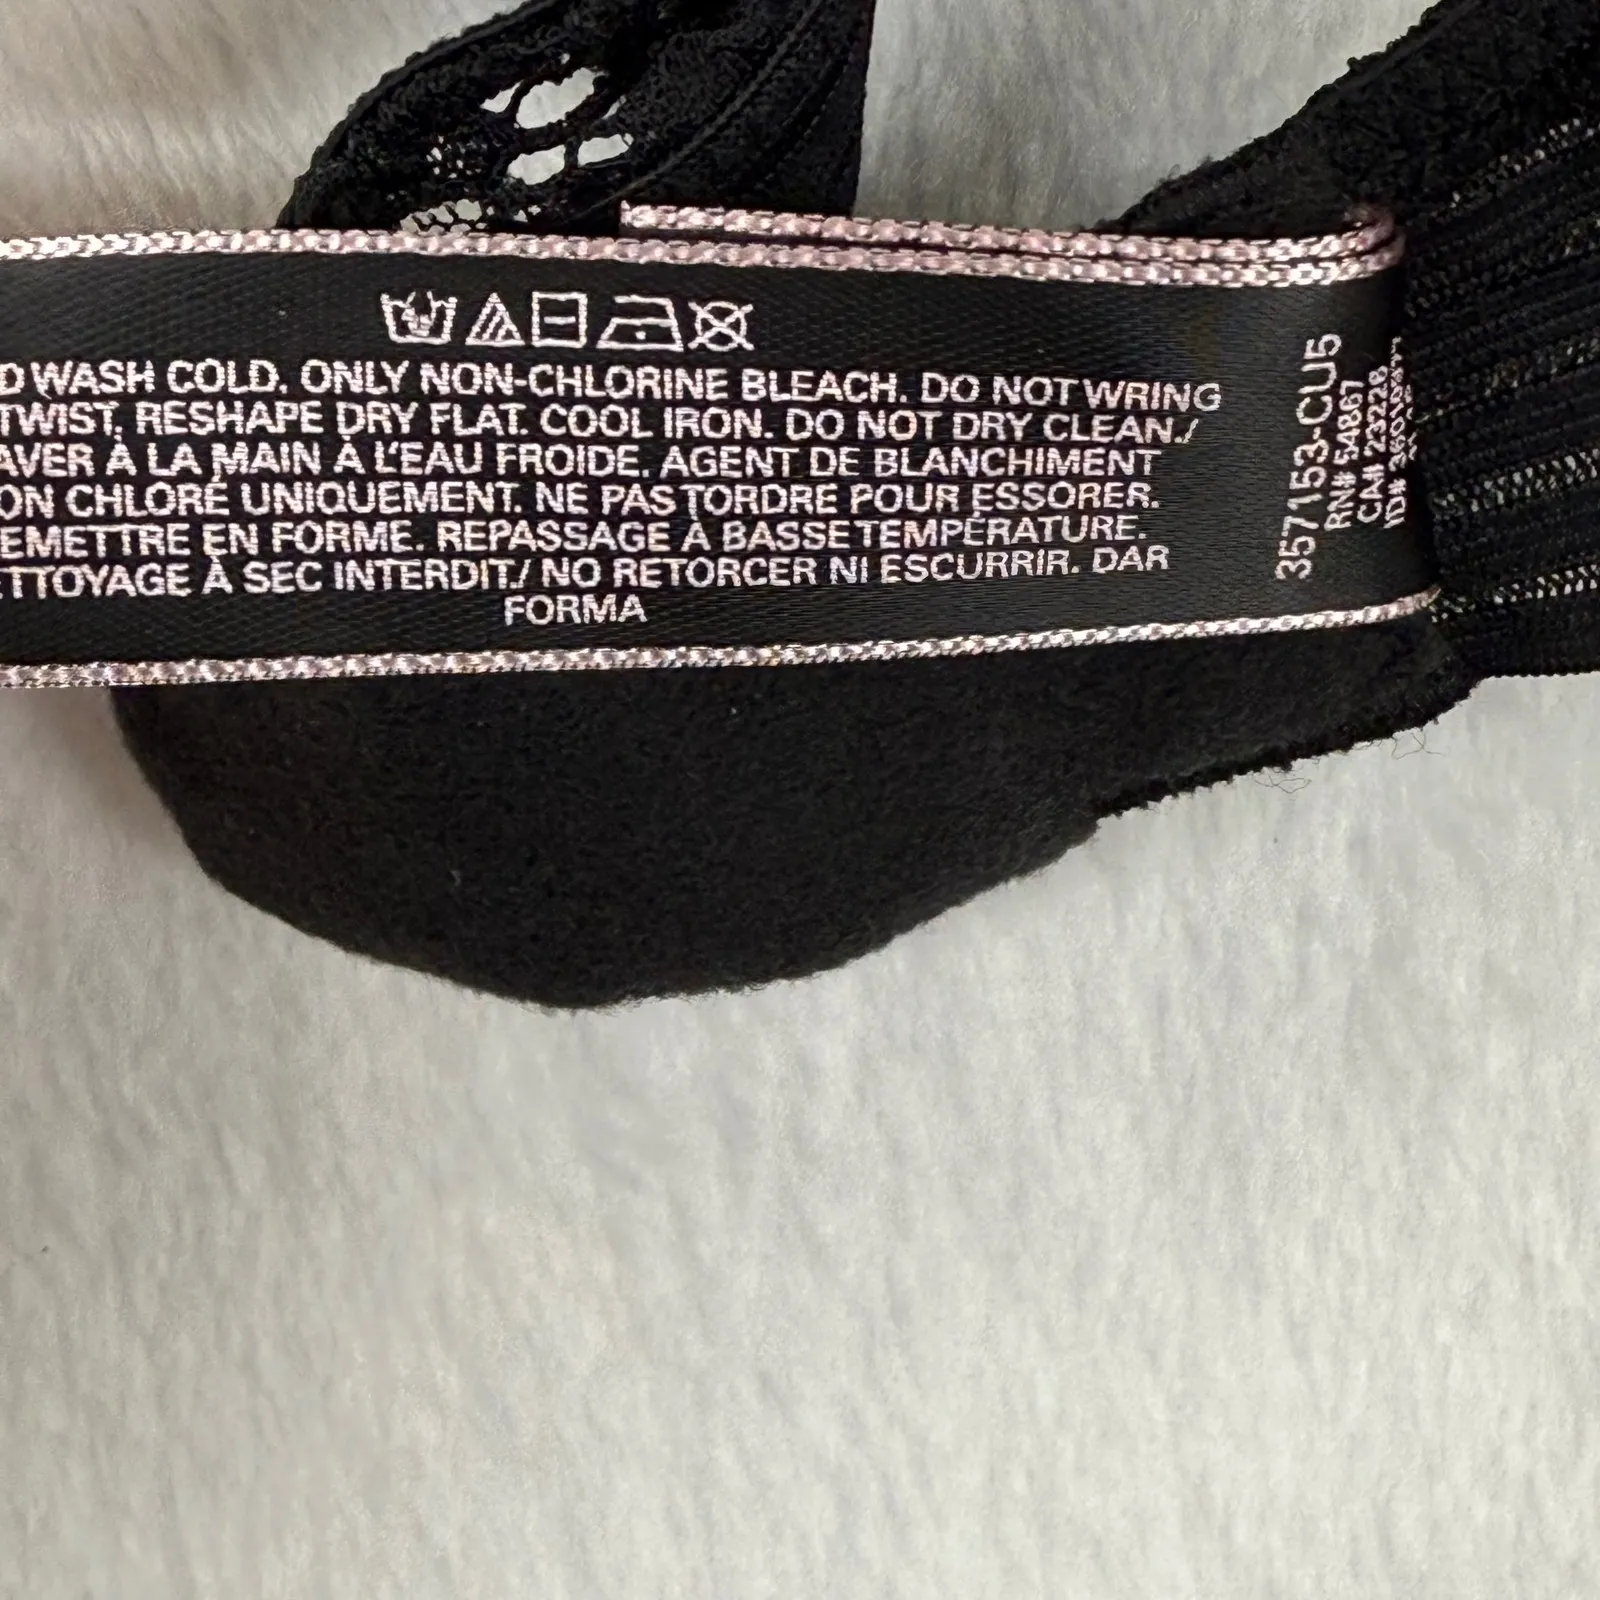 D WASH COLD. ONLY NON-CHLORINE BLEACH. DO NOT WRING
TWIST. RESHAPE DRY FLAT. COOL IRON. DO NOT DRY CLEAN./
AVER À LA MAIN À L'EAU FROIDE. AGENT DE BLANCHIMENT
ON CHLORÉ UNIQUEMENT. NE PAS TORDRE POUR ESSORER.
EMETTRE EN FORME. REPASSAGE À BASSE TEMPÉRATURE.
ETTOYAGE À SEC INTERDIT./ NO RETORCER NI ESCURRIR. DAR
FORMA
357153-CU5
RN# 54867
CA# 23228
ID#